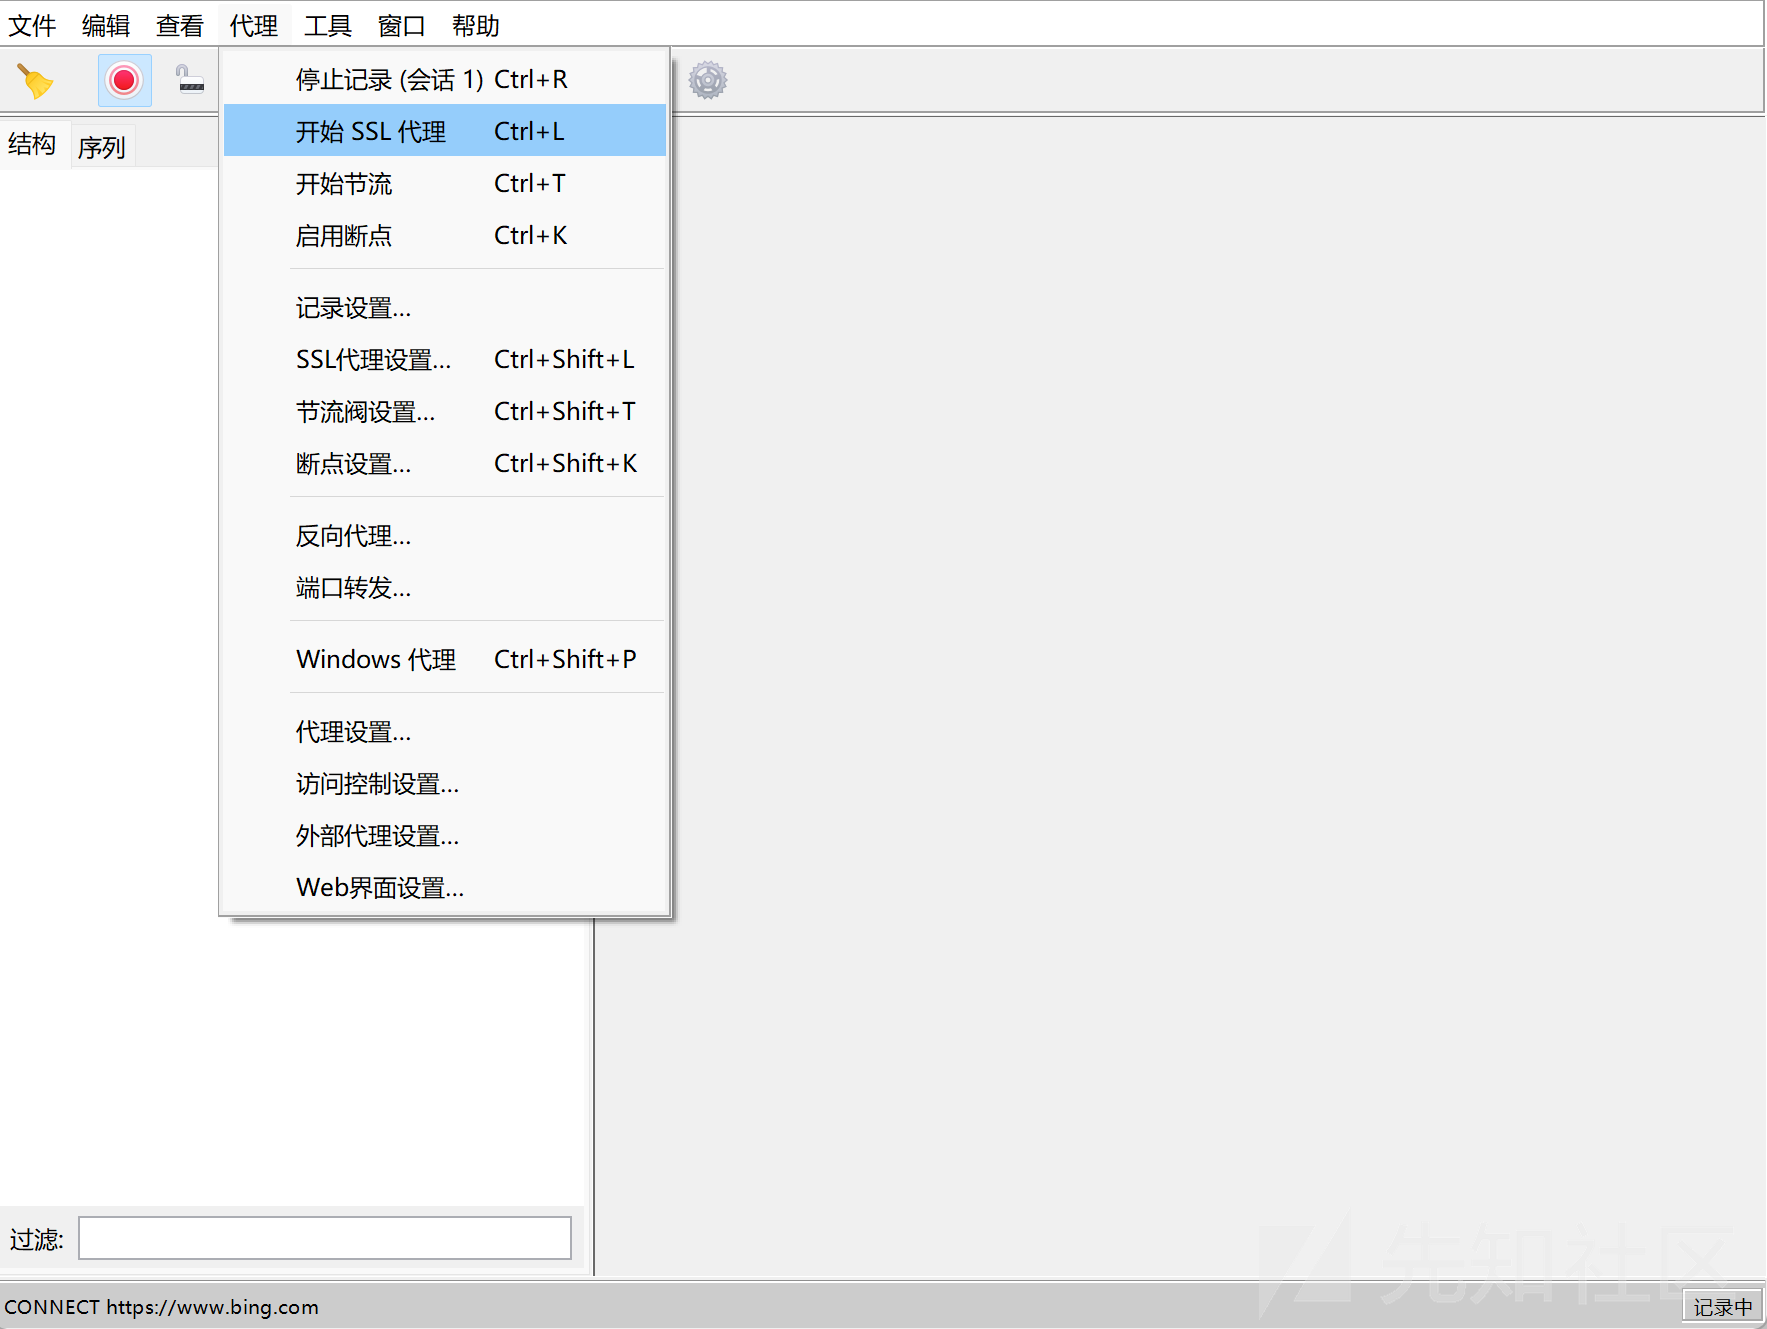 文件 编辑 查看 代理 工具 窗口 帮助
结构 序列
停止记录 (会话 1) Ctrl+R
开始 SSL 代理 Ctrl+L
开始节流 Ctrl+T
启用断点 Ctrl+K
记录设置...
SSL代理设置... Ctrl+Shift+L
节流阀设置... Ctrl+Shift+T
断点设置... Ctrl+Shift+K
反向代理...
端口转发...
Windows 代理 Ctrl+Shift+P
代理设置...
访问控制设置...
外部代理设置...
Web界面设置...
过滤:
先知社区
CONNECT https://www.bing.com
记录中